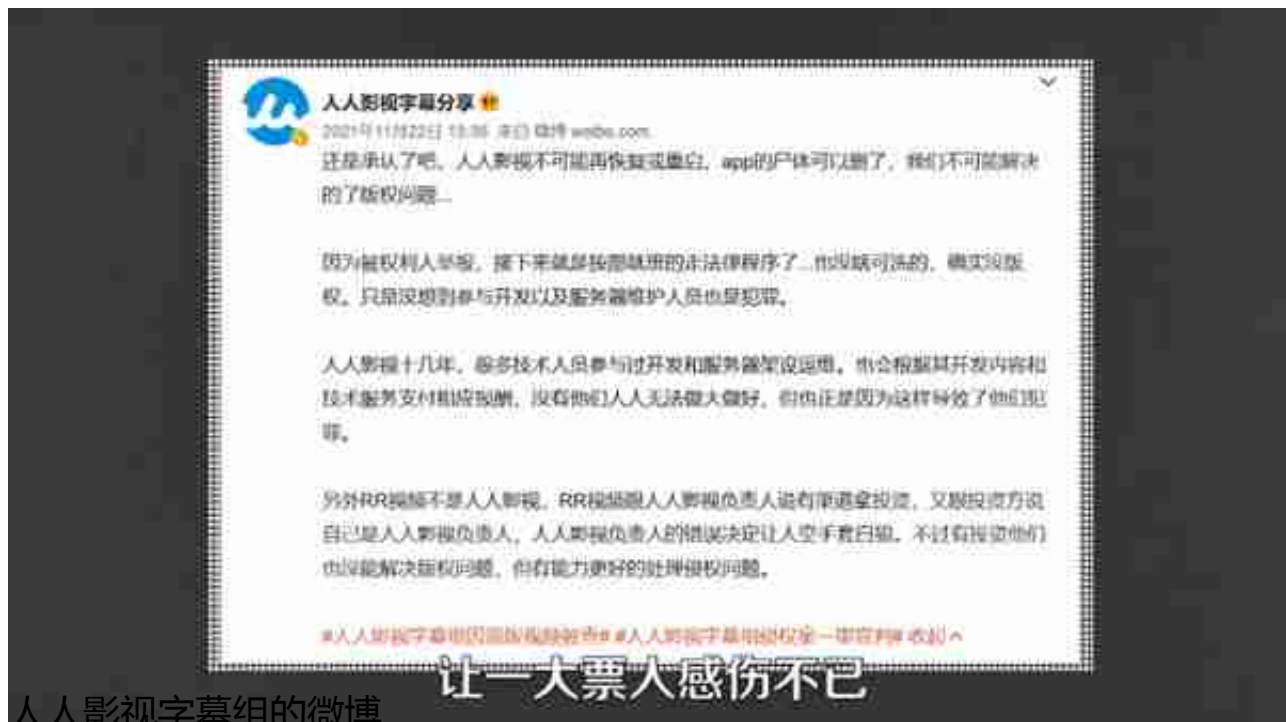 人人影视字幕分享
2021年11月22日 来自 微博 weibo.com
还是承认了吧，人人影视不可能再恢复或重启，app的尸体可以删了，我们不可能解决
的了版权问题...
因为被权利人举报，接下来就是按部就班的走法律程序了...也没啥可洗的，确实没版
权。只是没想到参与开发以及服务器维护人员也是犯罪。
人人影视十几年，很多技术人员参与过开发和服务器架设运维。也会根据其开发内容和
技术服务支付相应报酬，没有他们人人无法做大做好，但也正是因为这样导致了他们犯
罪。
另外RR视频不是人人影视，RR视频跟人人影视负责人说有渠道拿投资，又跟投资方说
自己是人人影视负责人，人人影视负责人的错误决定让人空手套白狼。不过有投资他们
也没能解决版权问题，但有能力更好的处理侵权问题。
#人人影视字幕组因盗版视频被查# #人人影视字幕组侵权案一审宣判# 收起
让一大票人感伤不已
人人影视字幕组的微博